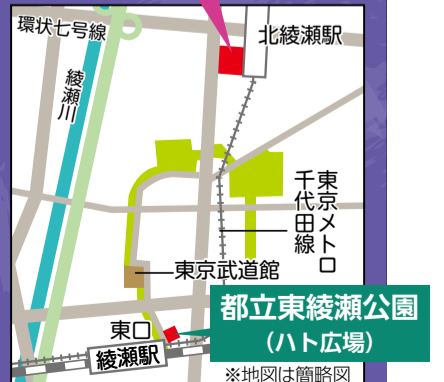 環状七号線
北綾瀬駅
綾瀬川
東京メトロ
千代田線
東京武道館
都立東綾瀬公園
(ハト広場)
東口
綾瀬駅
※地図は簡略図